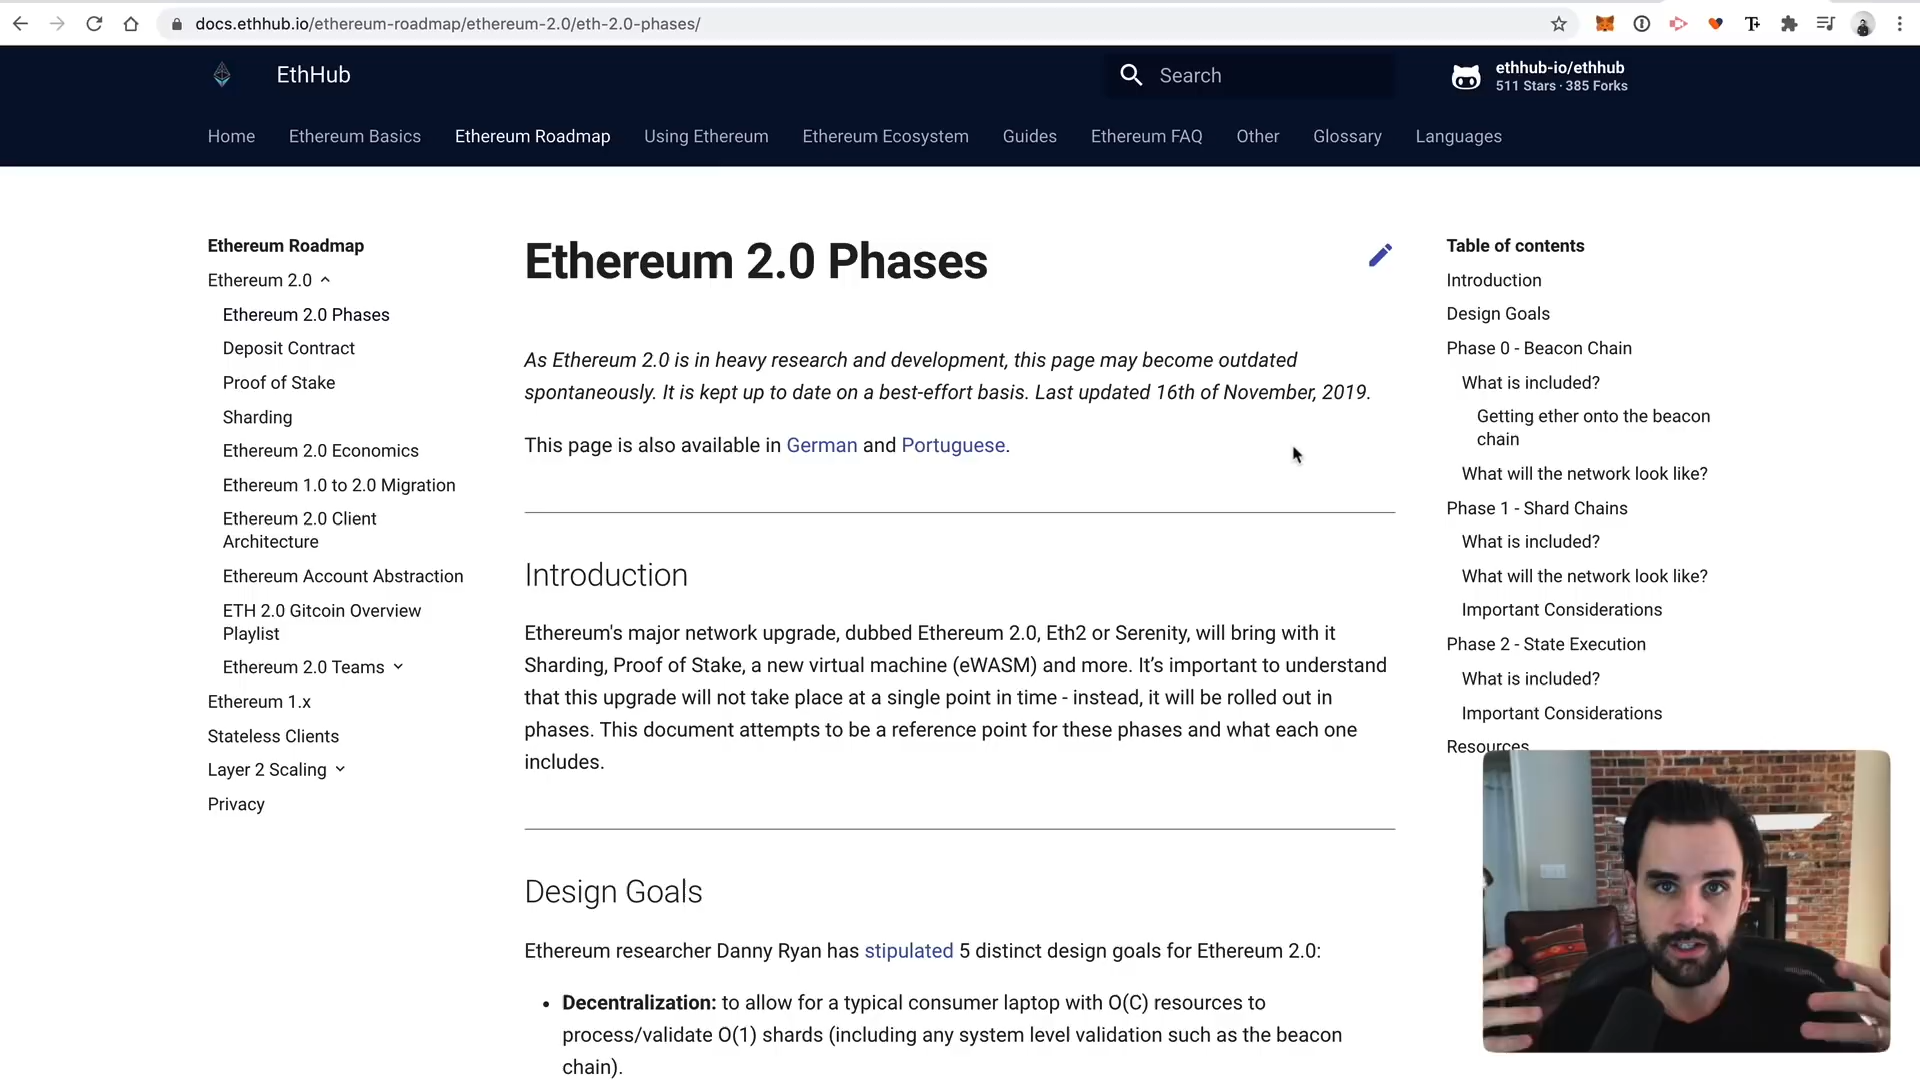 docs.ethhub.io/ethereum-roadmap/ethereum-2.0/eth-2.0-phases/
EthHub
Search
ethhub-io/ethhub
511 Stars · 385 Forks
Home
Ethereum Basics
Ethereum Roadmap
Using Ethereum
Ethereum Ecosystem
Guides
Ethereum FAQ
Other
Glossary
Languages
Ethereum Roadmap
Ethereum 2.0
Ethereum 2.0 Phases
Deposit Contract
Proof of Stake
Sharding
Ethereum 2.0 Economics
Ethereum 1.0 to 2.0 Migration
Ethereum 2.0 Client
Architecture
Ethereum Account Abstraction
ETH 2.0 Gitcoin Overview
Playlist
Ethereum 2.0 Teams
Ethereum 1.x
Stateless Clients
Layer 2 Scaling
Privacy
Ethereum 2.0 Phases
As Ethereum 2.0 is in heavy research and development, this page may become outdated
spontaneously. It is kept up to date on a best-effort basis. Last updated 16th of November, 2019.
This page is also available in German and Portuguese.
Introduction
Ethereum's major network upgrade, dubbed Ethereum 2.0, Eth2 or Serenity, will bring with it
Sharding, Proof of Stake, a new virtual machine (eWASM) and more. It’s important to understand
that this upgrade will not take place at a single point in time - instead, it will be rolled out in
phases. This document attempts to be a reference point for these phases and what each one
includes.
Design Goals
Ethereum researcher Danny Ryan has stipulated 5 distinct design goals for Ethereum 2.0:
• Decentralization: to allow for a typical consumer laptop with O(C) resources to
process/validate O(1) shards (including any system level validation such as the beacon
chain).
Table of contents
Introduction
Design Goals
Phase 0 - Beacon Chain
What is included?
Getting ether onto the beacon
chain
What will the network look like?
Phase 1 - Shard Chains
What is included?
What will the network look like?
Important Considerations
Phase 2 - State Execution
What is included?
Important Considerations
Resources